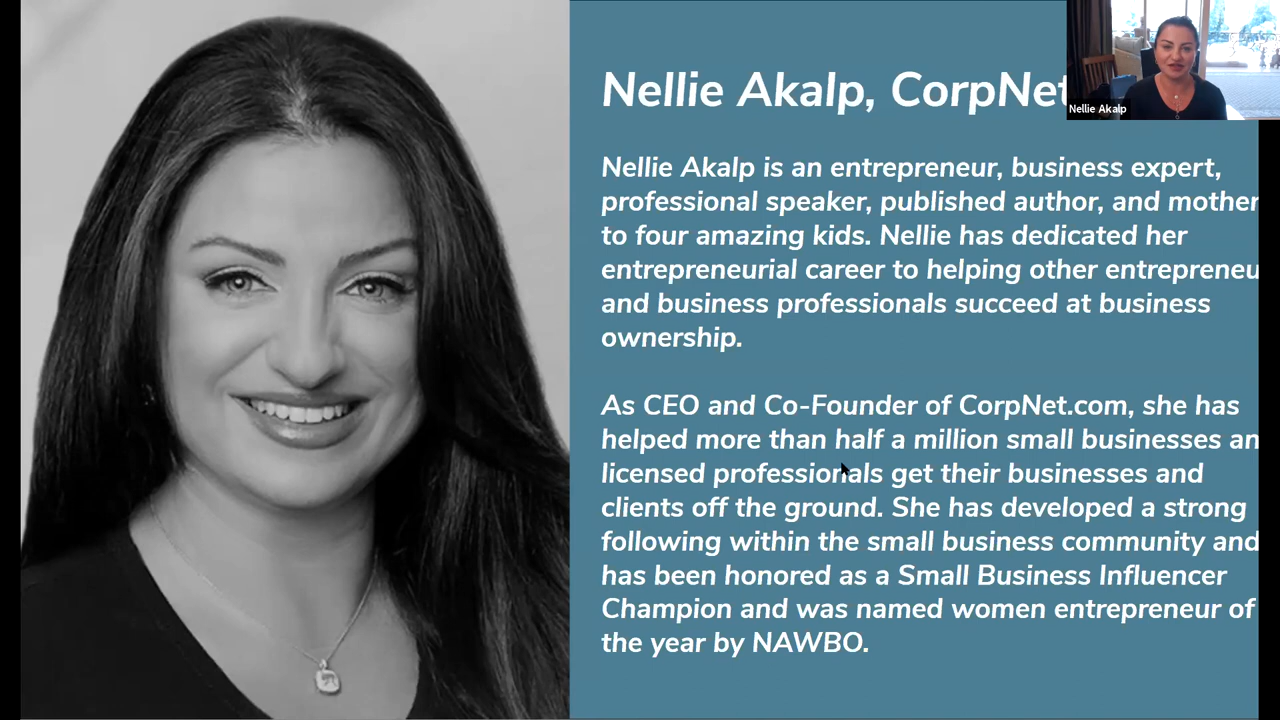 Nellie Akalp, CorpNet
Nellie Akalp
Nellie Akalp is an entrepreneur, business expert,
professional speaker, published author, and mother
to four amazing kids. Nellie has dedicated her
entrepreneurial career to helping other entrepreneu
and business professionals succeed at business
ownership.
As CEO and Co-Founder of CorpNet.com, she has
helped more than half a million small businesses an
licensed professionals get their businesses and
clients off the ground. She has developed a strong
following within the small business community and
has been honored as a Small Business Influencer
Champion and was named women entrepreneur of
the year by NAWBO.